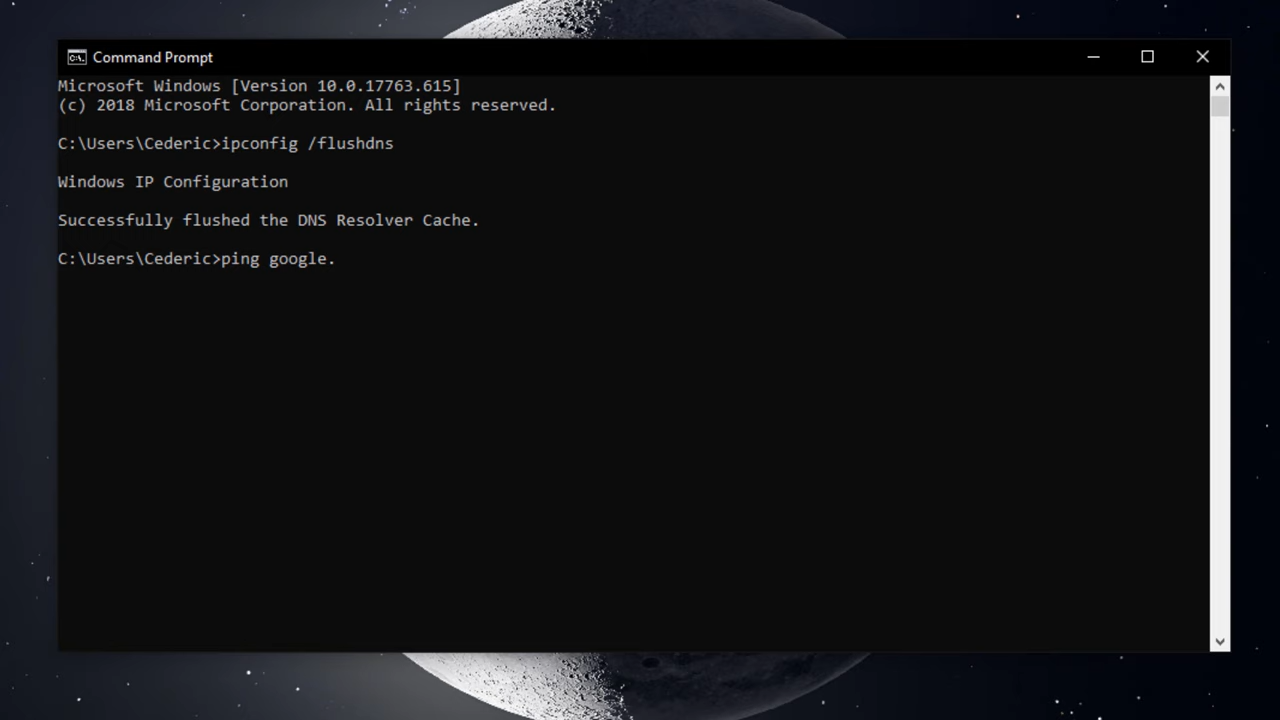 Command Prompt
Microsoft Windows [Version 10.0.17763.615]
(c) 2018 Microsoft Corporation. All rights reserved.
C:\Users\Cederic>ipconfig /flushdns
Windows IP Configuration
Successfully flushed the DNS Resolver Cache.
C:\Users\Cederic>ping google.